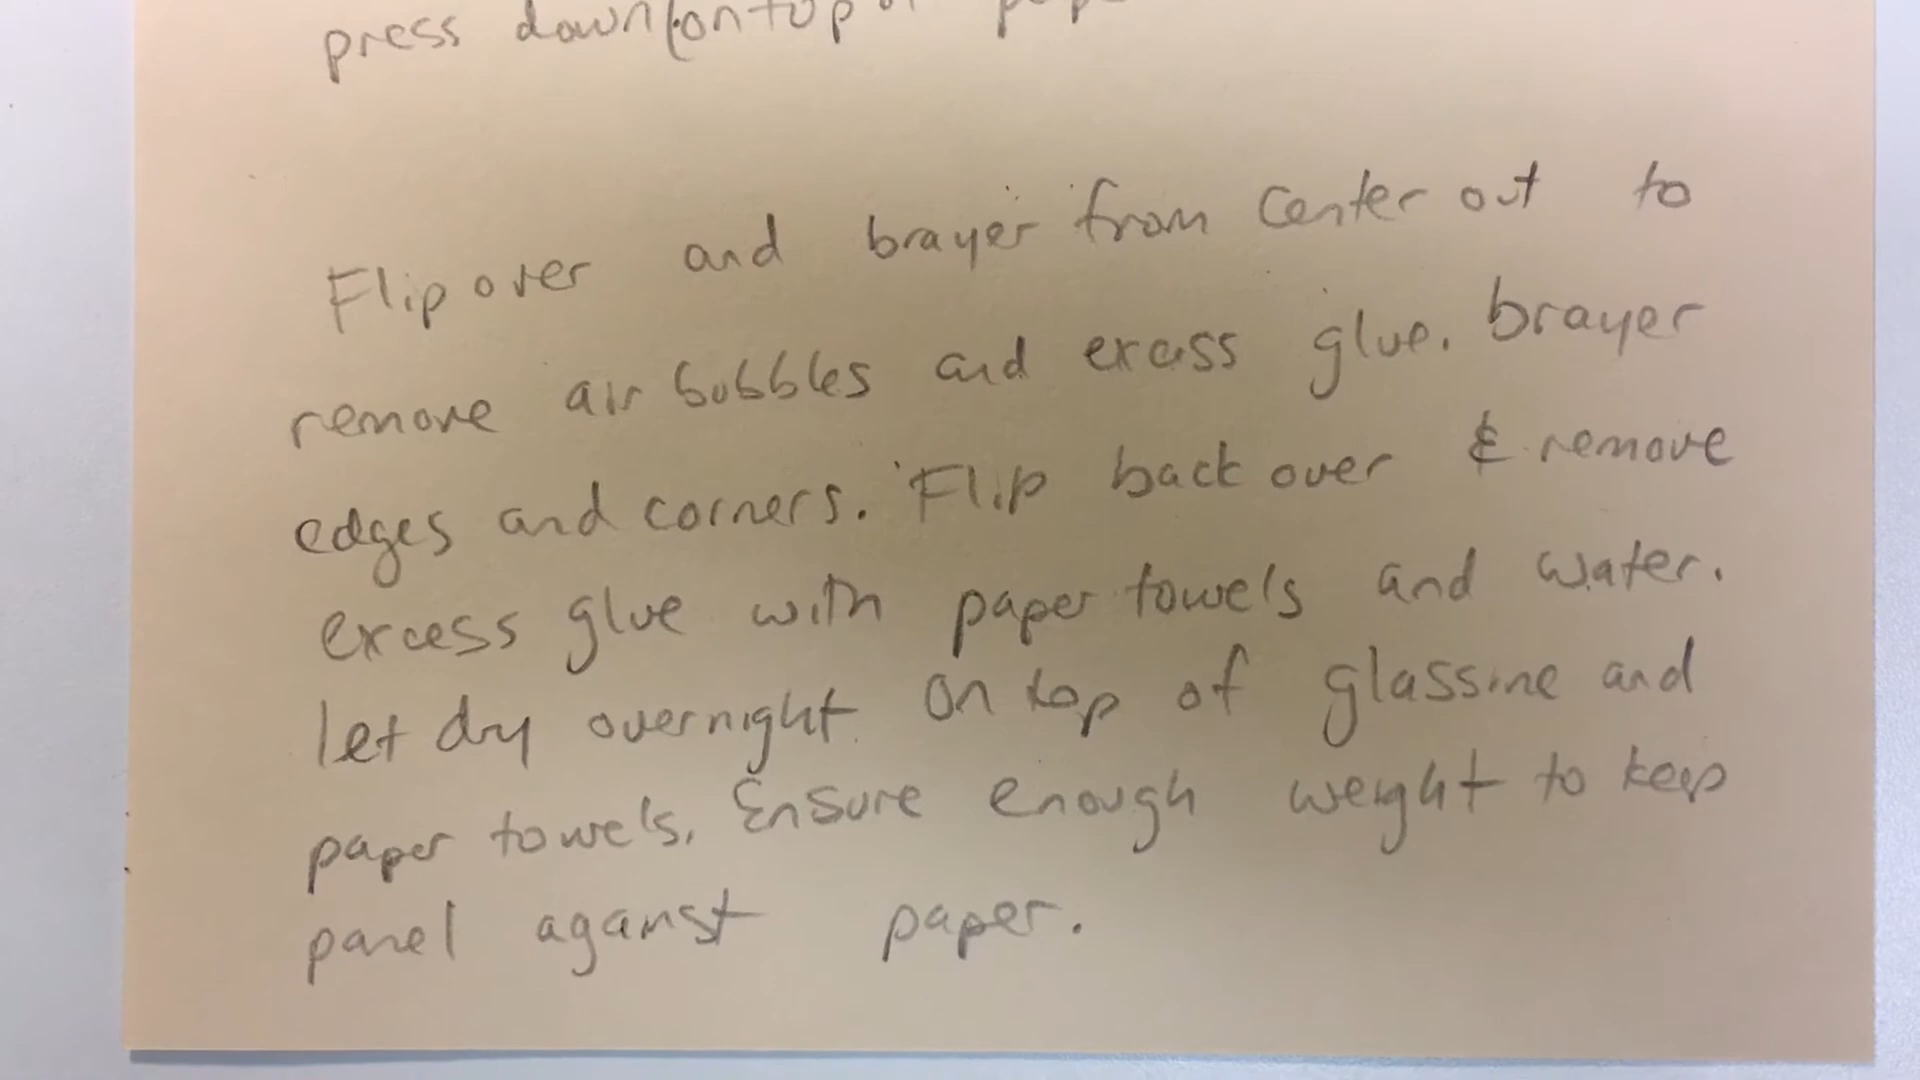 press down (on top of
Flip over and brayer from center out to
remove air bubbles and excess glue. brayer
edges and corners. Flip back over & remove
excess glue with paper towels and water.
let dry overnight on top of glassine and
paper towels. Ensure enough weight to keep
panel against paper.